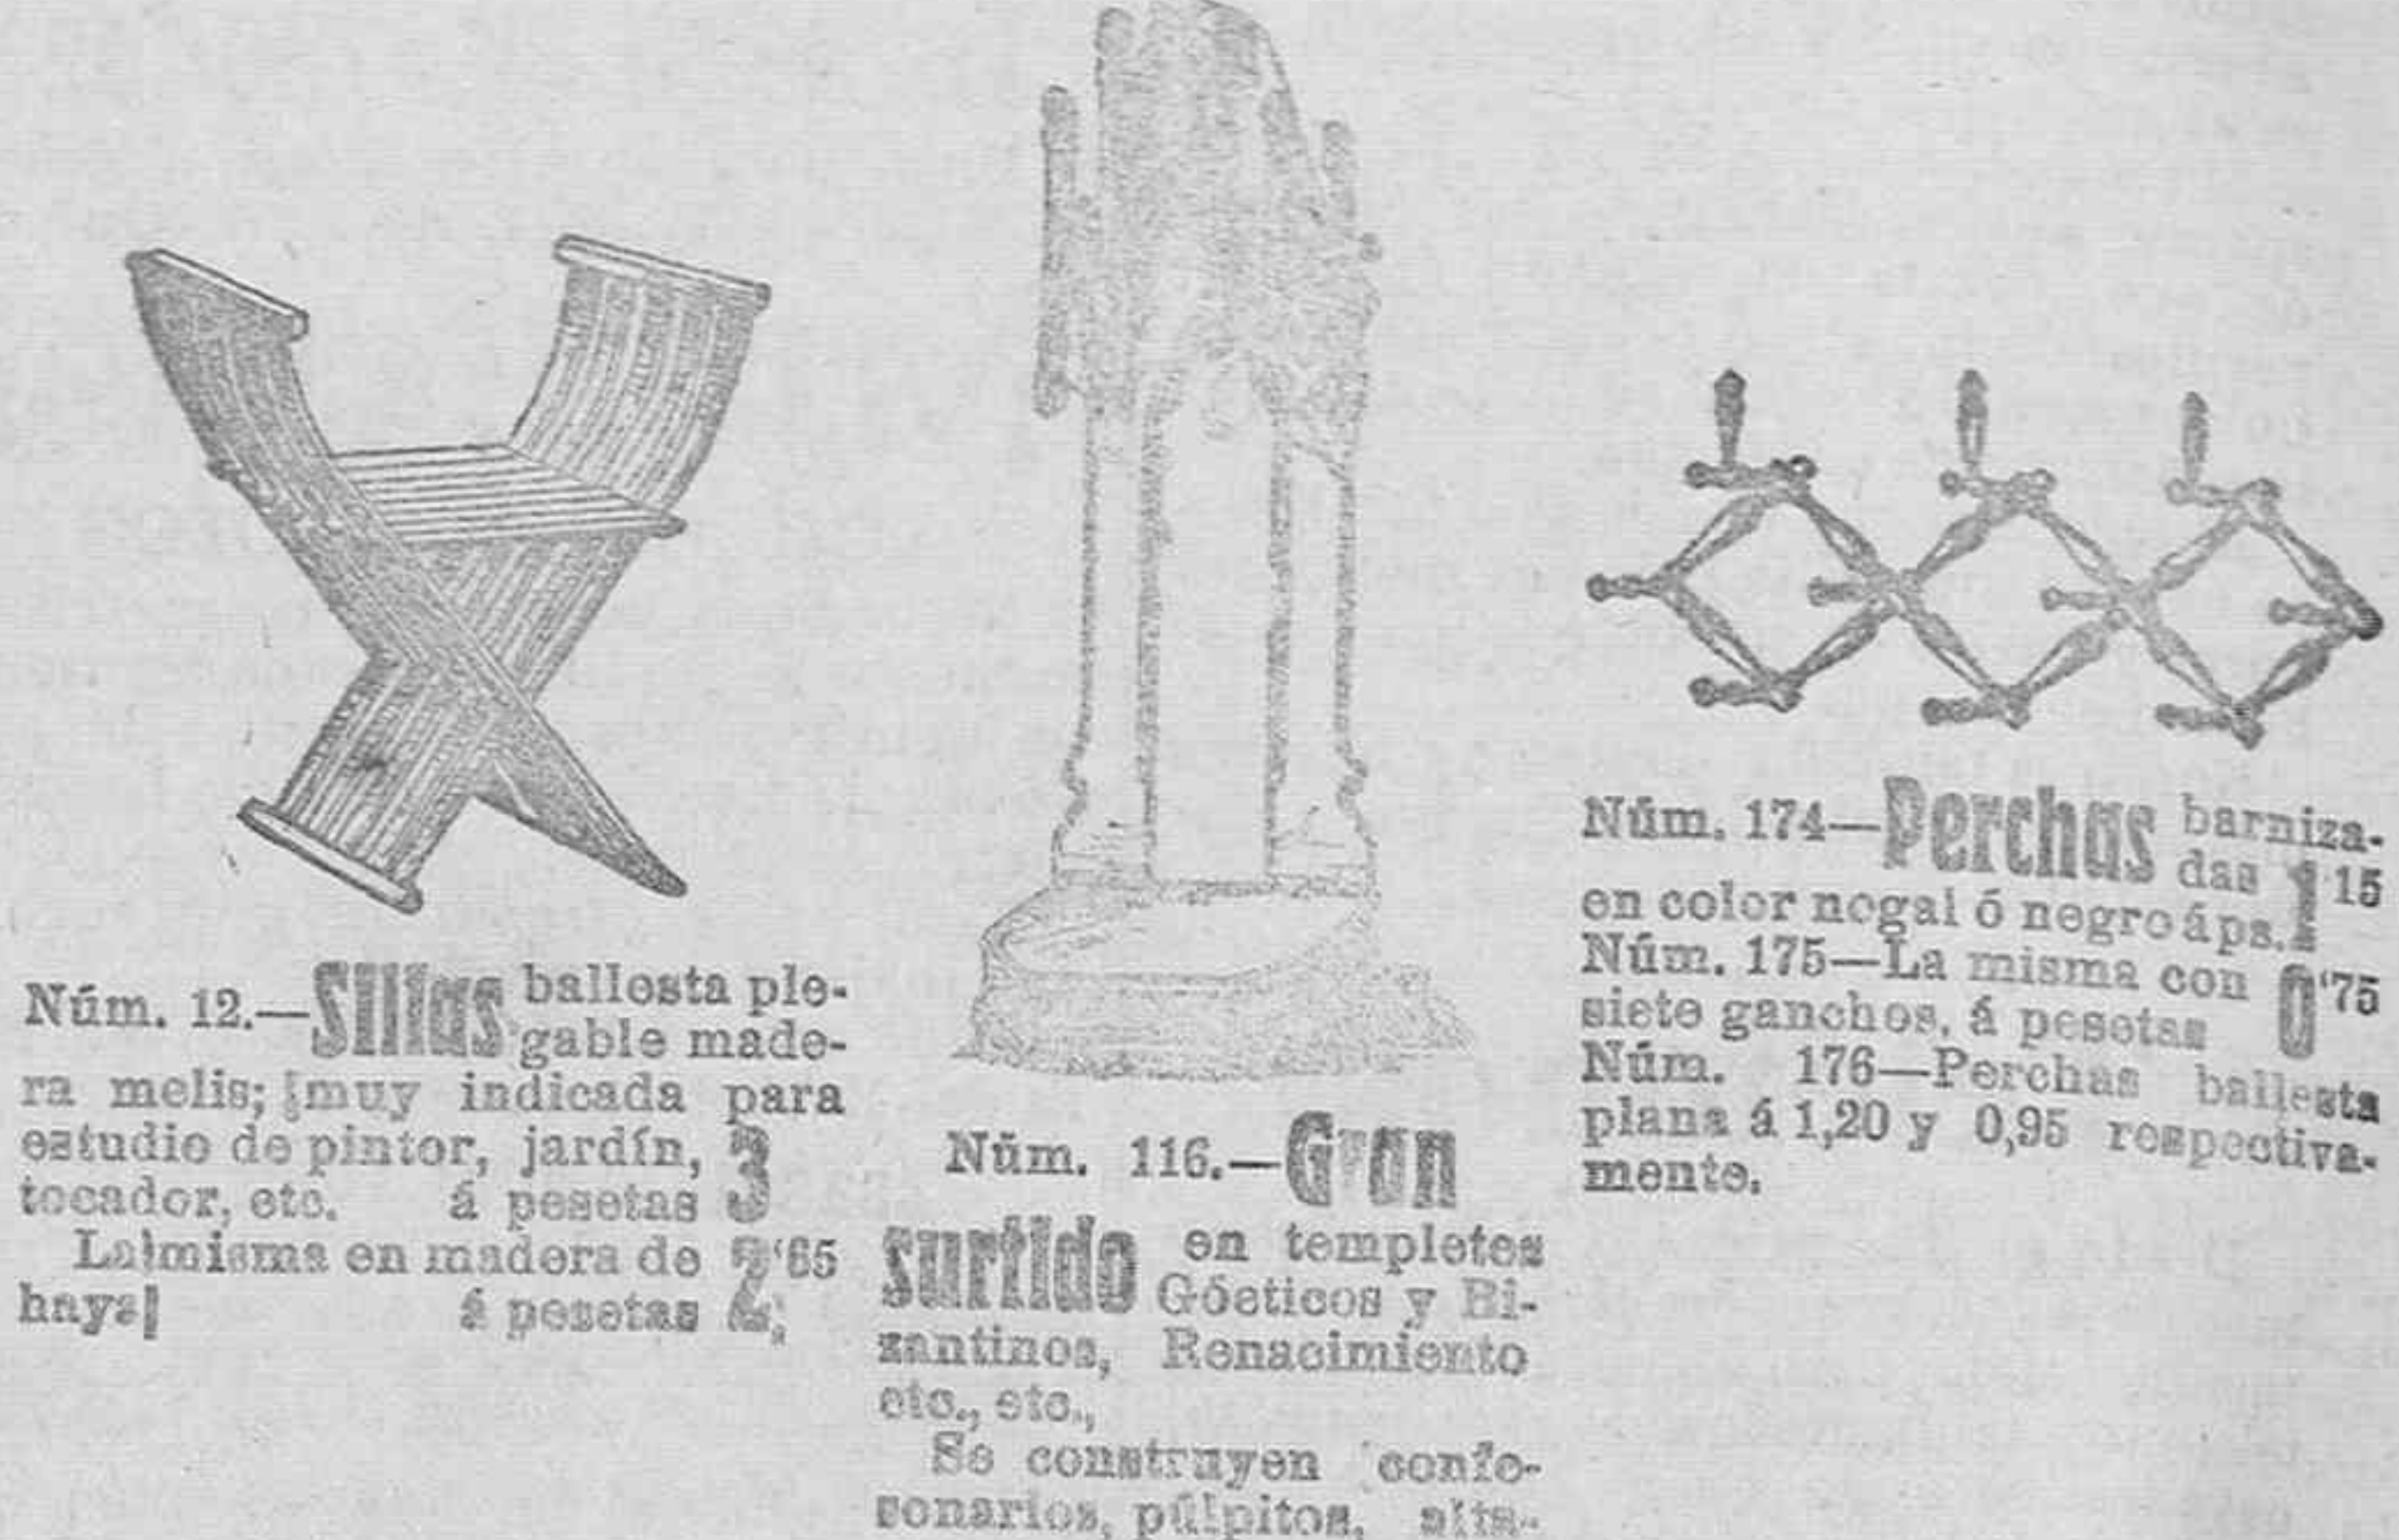 Núm. 12.—Sillas ballesta ple-
gable made-
ra melis; muy indicada para
estudio de pintor, jardín,
tocador, etc. á pesetas 3
La misma en madera de
haya á pesetas 2'65
Núm. 116.—Gran
surtido en templetes
Góeticos y Bi-
zantinos, Renacimiento
etc., etc.,
Se construyen confe-
sonarios, púlpitos, alta-
Núm. 174—Perchas barniza-
das
en color nogal ó negro á ps. 1'15
Núm. 175—La misma con
siete ganchos, á pesetas 0'75
Núm. 176—Perchas ballesta
plana á 1,20 y 0,95 respectiva-
mente.